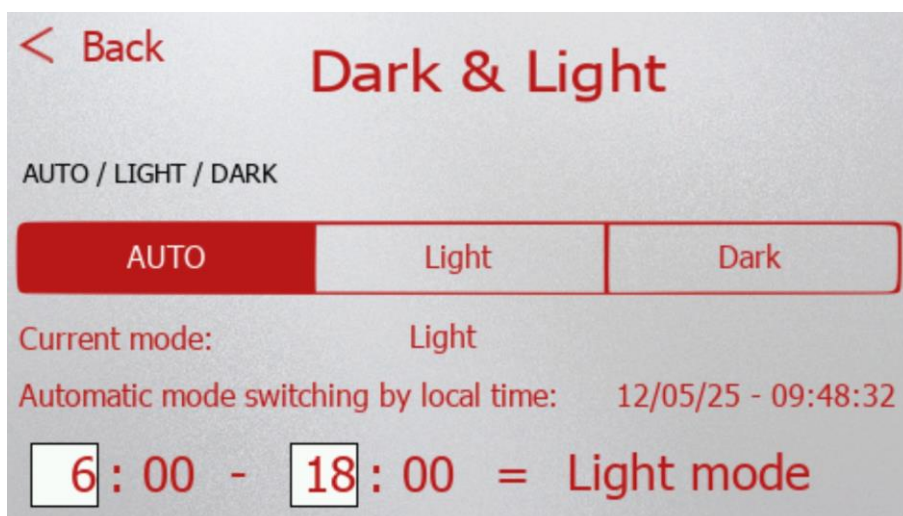 < Back
Dark & Light
AUTO / LIGHT / DARK
AUTO Light Dark
Current mode: Light
Automatic mode switching by local time: 12/05/25 - 09:48:32
6 : 00 - 18 : 00 = Light mode